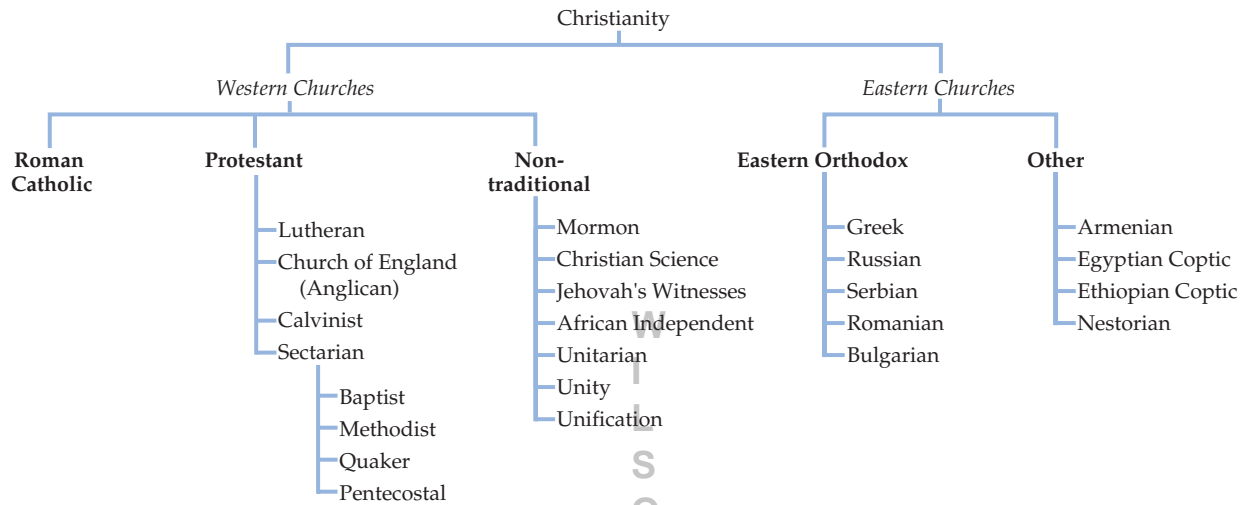 Christianity
Western Churches
Eastern Churches
Roman
Catholic
Protestant
Non-
traditional
Eastern Orthodox
Other
Lutheran
Church of England
(Anglican)
Calvinist
Sectarian
Baptist
Methodist
Quaker
Pentecostal
Mormon
Christian Science
Jehovah's Witnesses
African Independent
Unitarian
Unity
Unification
Greek
Russian
Serbian
Romanian
Bulgarian
Armenian
Egyptian Coptic
Ethiopian Coptic
Nestorian
W
I
L
S